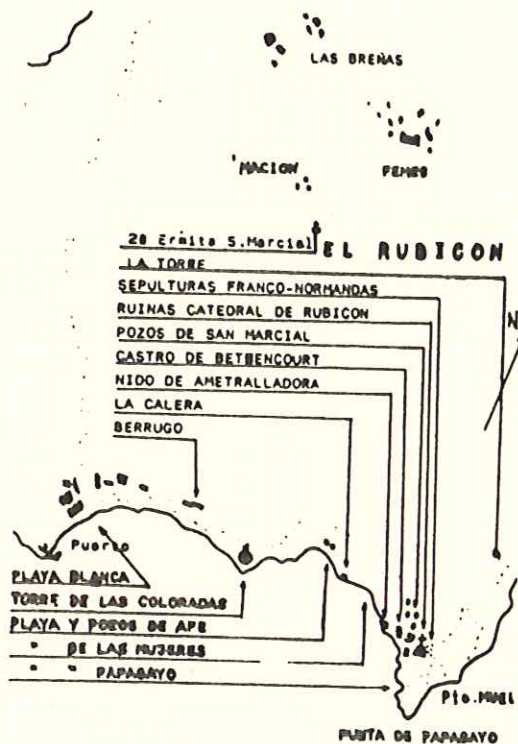 LAS BREÑAS
FEMES
MACION
2ª Ermita S.Marcial
EL RUBICON
LA TORRE
SEPULTURAS FRANCO-NORMANDAS
N
RUINAS CATEDRAL DE RUBICON
POZOS DE SAN MARCIAL
CASTRO DE BETHENCOURT
NIDO DE AMETRALLADORA
LA CALERA
BERRUGO
Puerto
PLAYA BLANCA
TORRE DE LAS COLORADAS
PLAYA Y POZOS DE AFE
" DE LAS MUJERES
" " PAPAGAYO
Pto.MUEL
PUNTA DE PAPAGAYO